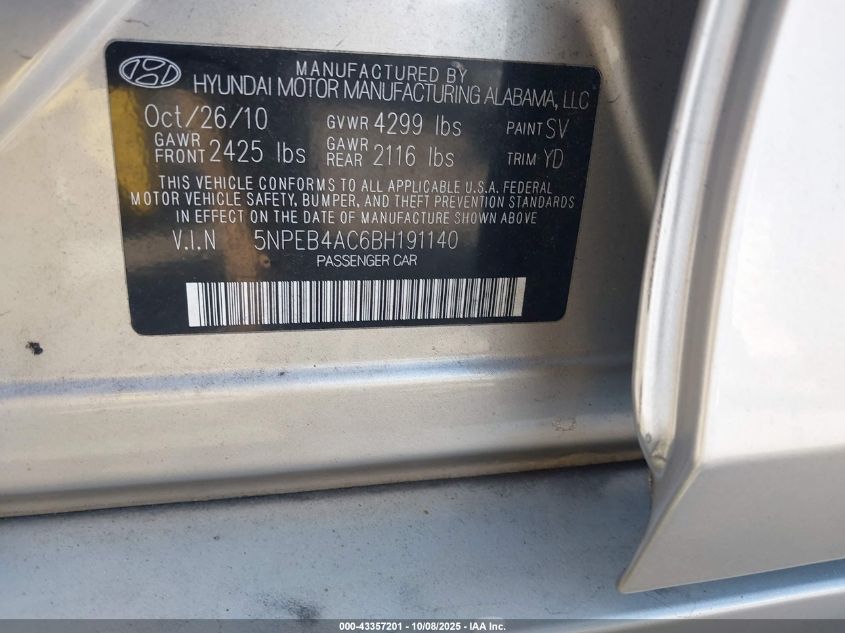 MANUFACTURED BY
HYUNDAI MOTOR MANUFACTURING ALABAMA, LLC
Oct/26/10 GVWR 4299 lbs PAINT SV
GAWR FRONT 2425 lbs GAWR REAR 2116 lbs TRIM YD
THIS VEHICLE CONFORMS TO ALL APPLICABLE U.S.A. FEDERAL
MOTOR VEHICLE SAFETY, BUMPER, AND THEFT PREVENTION STANDARDS
IN EFFECT ON THE DATE OF MANUFACTURE SHOWN ABOVE
V.I.N 5NPEB4AC6BH191140
PASSENGER CAR
000-43357201 - 10/08/2025 - IAA Inc.